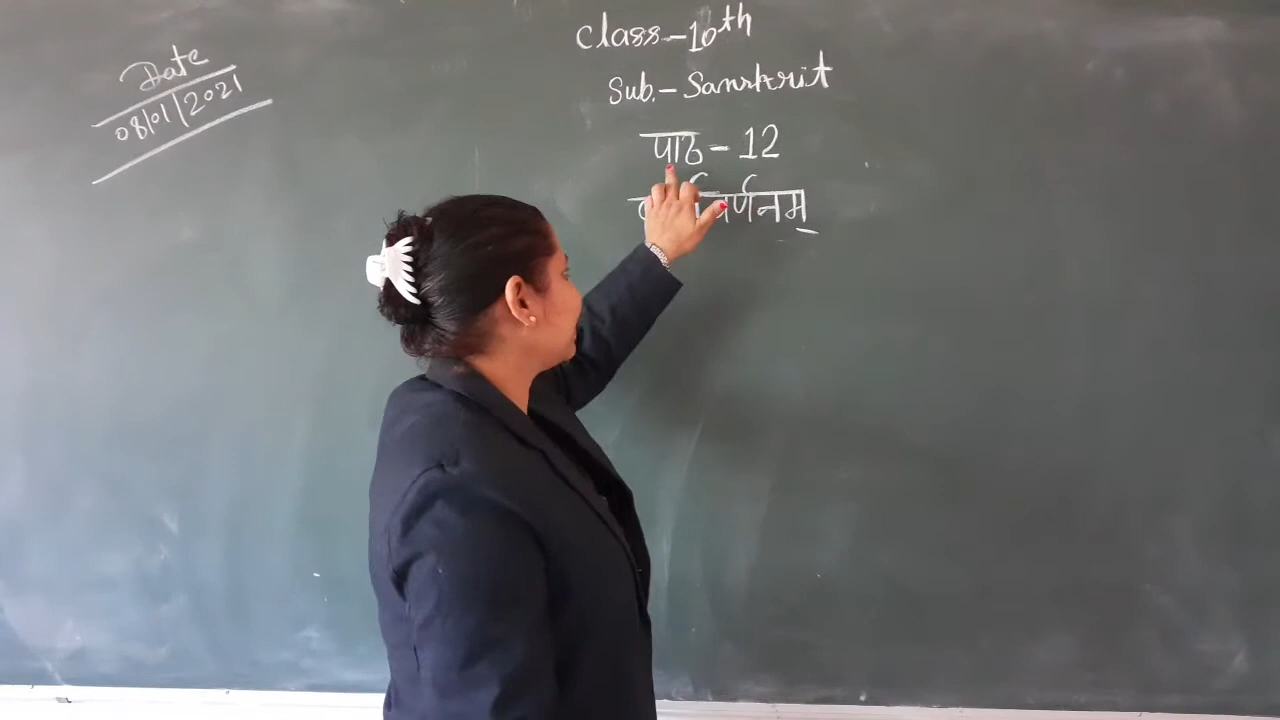 Date
08/01/2021
Class-10th
Sub.- Sanskrit
पाठ - 12